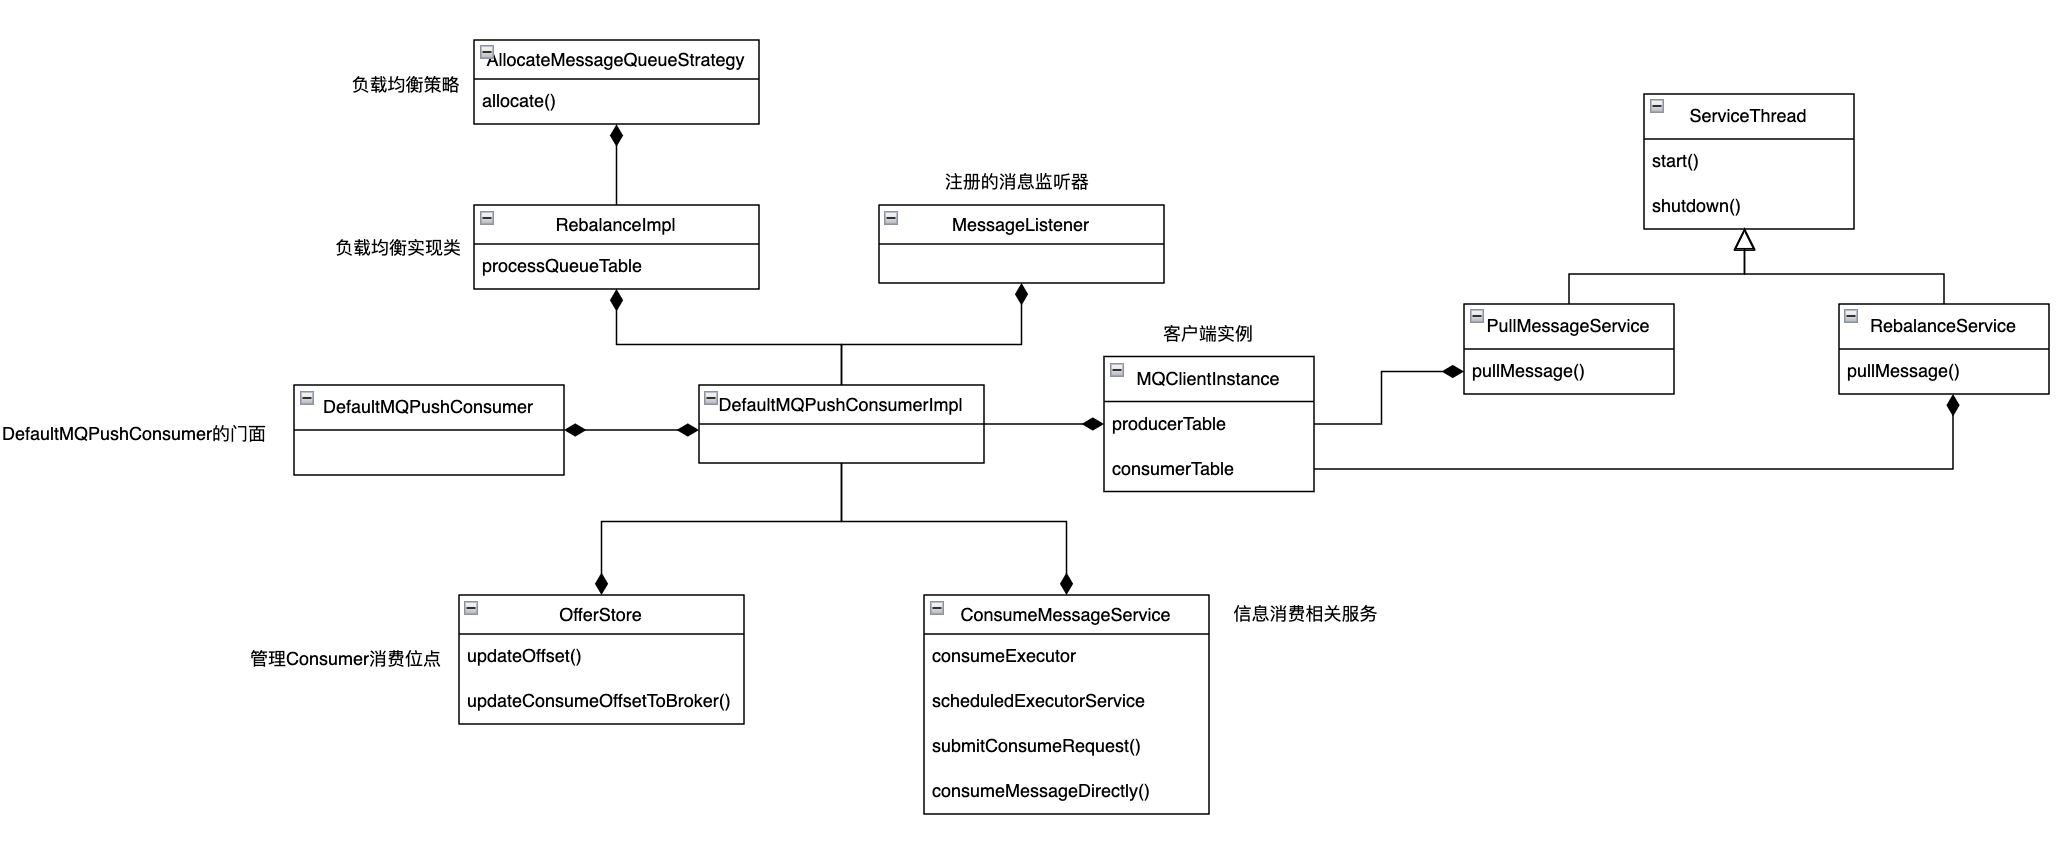 AllocateMessageQueueStrategy
负载均衡策略
allocate()
ServiceThread
start()
shutdown()
注册的消息监听器
RebalanceImpl
负载均衡实现类
processQueueTable
MessageListener
客户端实例
PullMessageService
pullMessage()
RebalanceService
pullMessage()
MQClientInstance
producerTable
consumerTable
DefaultMQPushConsumer
DefaultMQPushConsumer的门面
DefaultMQPushConsumerImpl
OfferStore
管理Consumer消费位点
updateOffset()
updateConsumeOffsetToBroker()
ConsumeMessageService
信息消费相关服务
consumeExecutor
scheduledExecutorService
submitConsumeRequest()
consumeMessageDirectly()